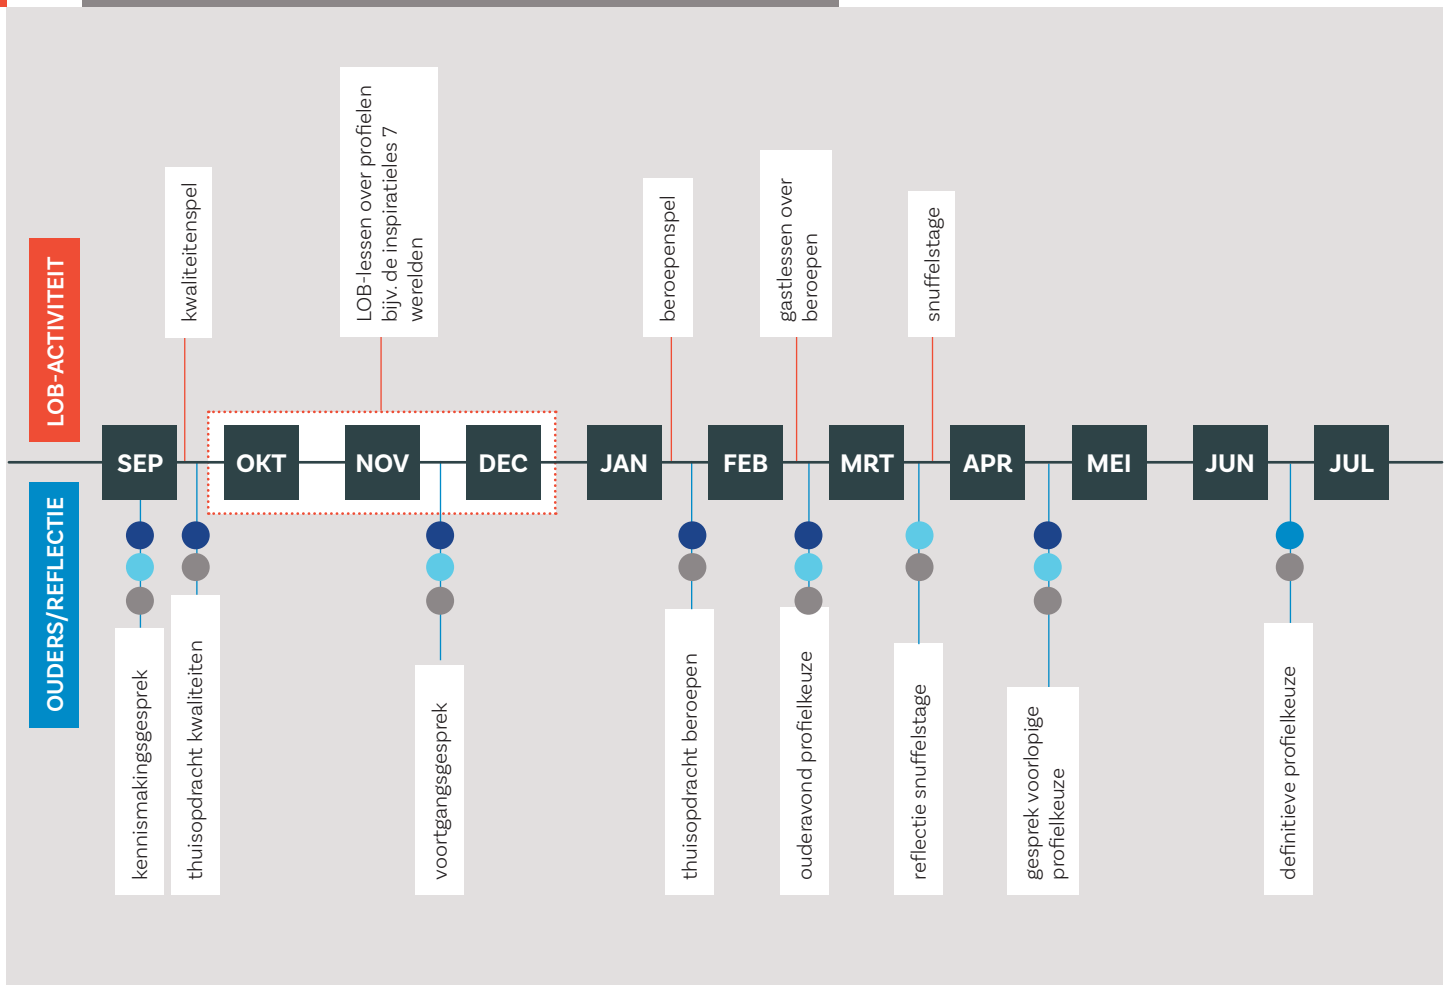 LOB-ACTIVITEIT
kwaliteitenspel
LOB-lessen over profielen
bijv. de inspiratieles 7
werelden
beroepenspel
gastlessen over
beroepen
snuffelstage
SEP
OKT
NOV
DEC
JAN
FEB
MRT
APR
MEI
JUN
JUL
OUDERS/REFLECTIE
kennismakingsgesprek
thuisopdracht kwaliteiten
voortgangsgesprek
thuisopdracht beroepen
ouderavond profielkeuze
reflectie snuffelstage
gesprek voorlopige
profielkeuze
definitieve profielkeuze